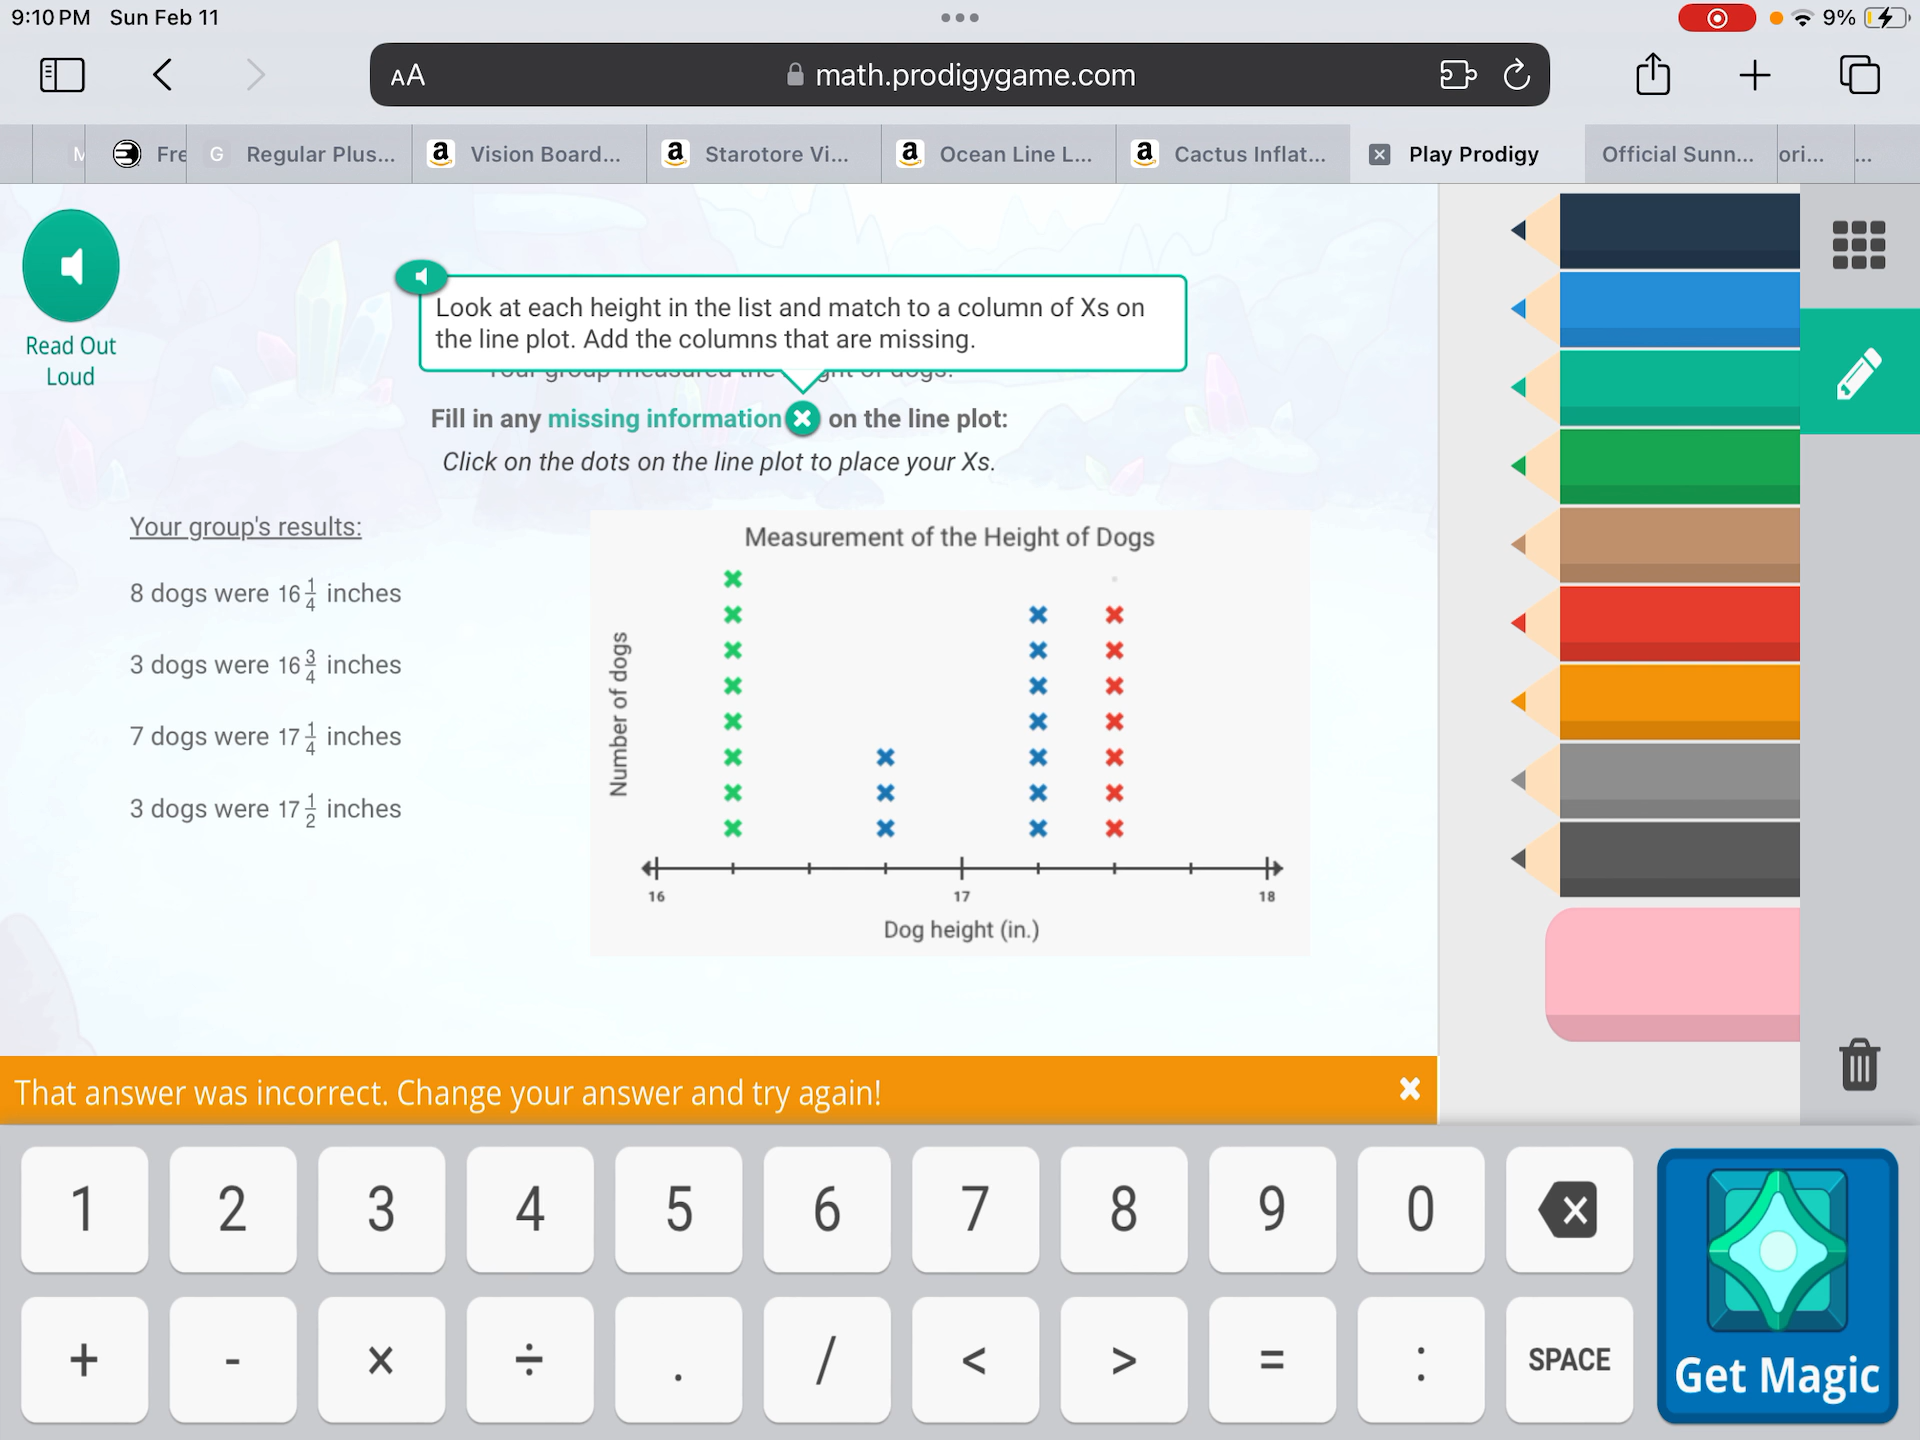 9:10 PM Sun Feb 11
9%
AA
math.prodigygame.com
Fre
G Regular Plus...
a Vision Board...
a Starotore Vi...
a Ocean Line L...
a Cactus Inflat...
Play Prodigy
Official Sunn...
ori...
...
Read Out
Loud
Look at each height in the list and match to a column of Xs on
the line plot. Add the columns that are missing.
Your group measured the height of dogs.
Fill in any missing information on the line plot:
Click on the dots on the line plot to place your Xs.
Your group's results:
8 dogs were 16 1/4 inches
3 dogs were 16 3/4 inches
7 dogs were 17 1/4 inches
3 dogs were 17 1/2 inches
Measurement of the Height of Dogs
Number of dogs
16 17 18
Dog height (in.)
That answer was incorrect. Change your answer and try again!
1 2 3 4 5 6 7 8 9 0
+ - × ÷ . / < > = : SPACE
Get Magic